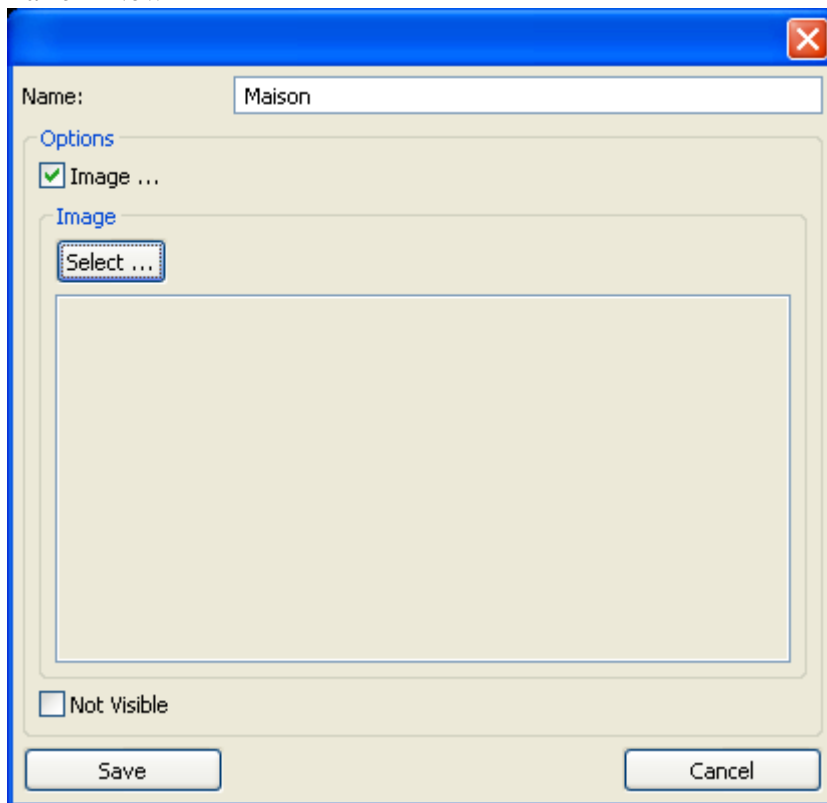 Name: Maison
Options
Image ...
Image
Select ...
Not Visible
Save Cancel